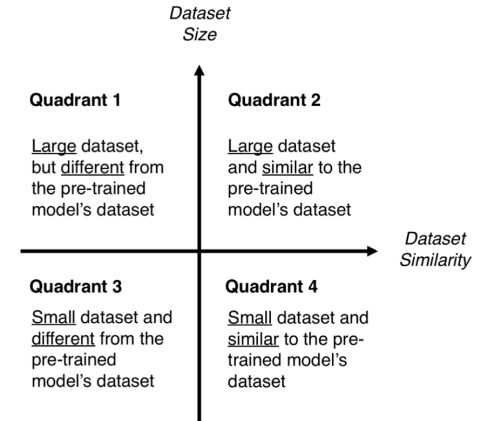 Dataset
Size
Quadrant 1
Large dataset,
but different from
the pre-trained
model's dataset
Quadrant 2
Large dataset
and similar to the
pre-trained
model's dataset
Dataset
Similarity
Quadrant 3
Small dataset and
different from the
pre-trained
model's dataset
Quadrant 4
Small dataset and
similar to the pre-
trained model's
dataset